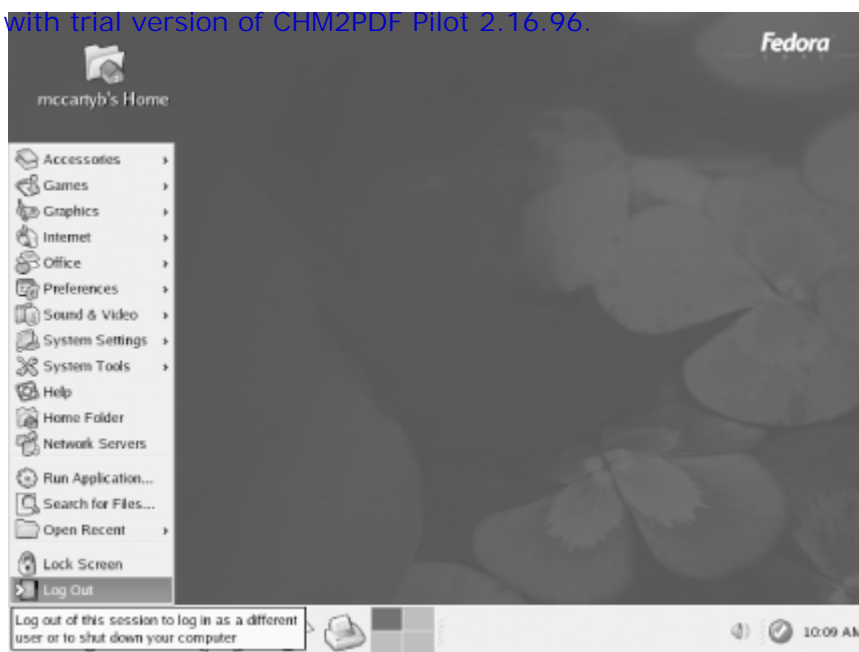 with trial version of CHM2PDF Pilot 2.16.96.
Fedora
mccartyb's Home
Accessories
Games
Graphics
Internet
Office
Preferences
Sound & Video
System Settings
System Tools
Help
Home Folder
Network Servers
Run Application...
Search for Files...
Open Recent
Lock Screen
Log Out
Log out of this session to log in as a different
user or to shut down your computer
10:09 AM